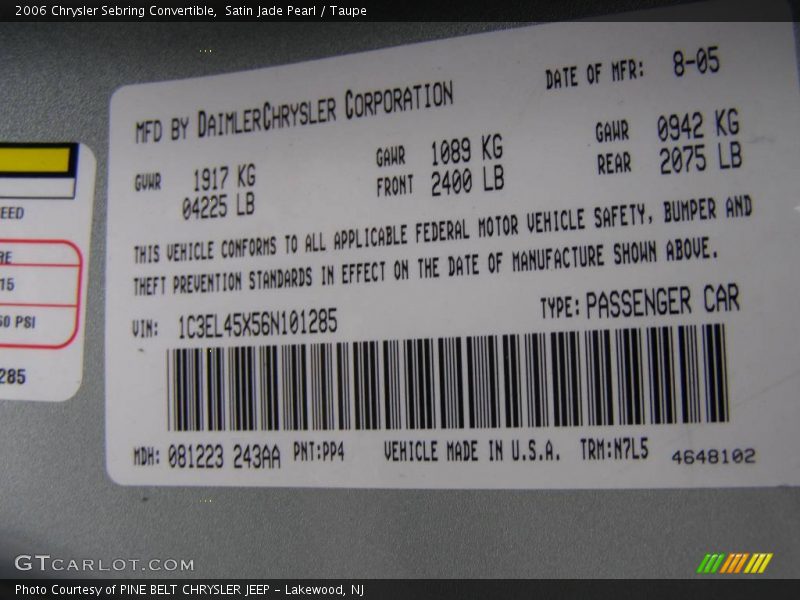 2006 Chrysler Sebring Convertible,  Satin Jade Pearl / Taupe
MFD BY DAIMLERCHRYSLER CORPORATION
DATE OF MFR: 8-05
GVWR 1917 KG
04225 LB
GAWR 1089 KG
FRONT 2400 LB
GAWR 0942 KG
REAR 2075 LB
THIS VEHICLE CONFORMS TO ALL APPLICABLE FEDERAL MOTOR VEHICLE SAFETY, BUMPER AND
THEFT PREVENTION STANDARDS IN EFFECT ON THE DATE OF MANUFACTURE SHOWN ABOVE.
VIN: 1C3EL45X56N101285
TYPE: PASSENGER CAR
MDH: 081223 243AA PNT:PP4 VEHICLE MADE IN U.S.A. TRM:N7L5 4648102
EED
RE
15
50 PSI
285
GTCARLOT.COM
Photo Courtesy of PINE BELT CHRYSLER JEEP - Lakewood, NJ